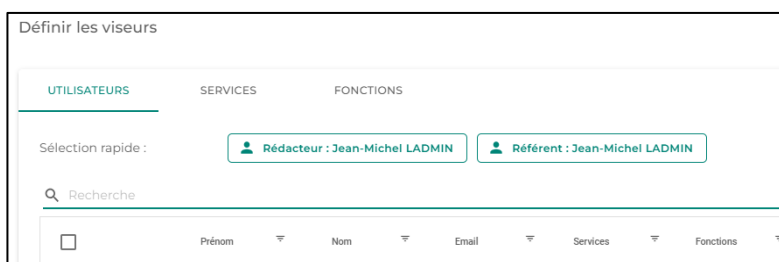 Définir les viseurs
UTILISATEURS SERVICES FONCTIONS
Sélection rapide : Rédacteur : Jean-Michel LADMIN Référent : Jean-Michel LADMIN
Recherche
Prénom Nom Email Services Fonctions